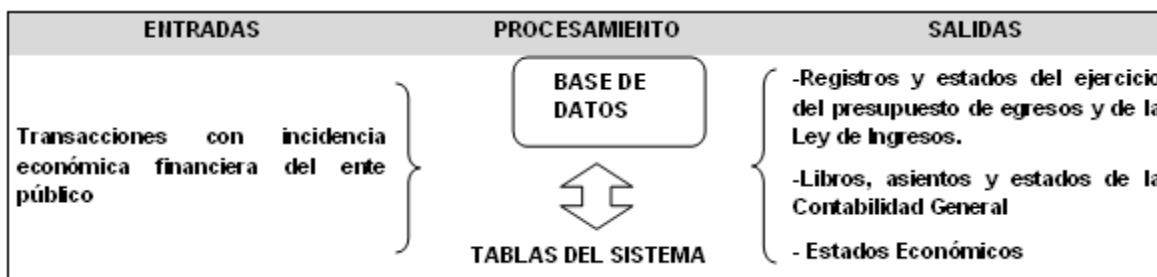 ENTRADAS PROCESAMIENTO SALIDAS
Transacciones con incidencia
económica financiera del ente
público
BASE DE
DATOS
TABLAS DEL SISTEMA
-Registros y estados del ejercicio
del presupuesto de egresos y de la
Ley de Ingresos.
-Libros, asientos y estados de la
Contabilidad General
- Estados Económicos